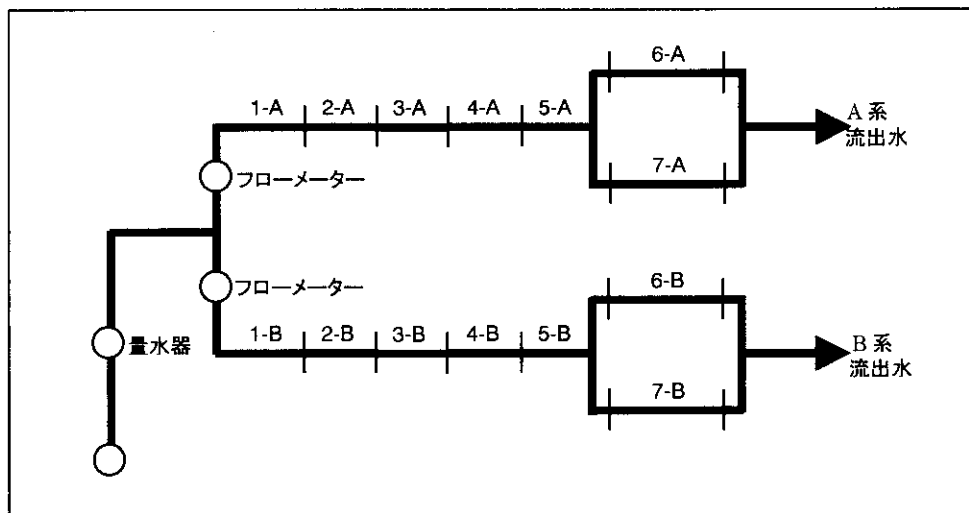 6-A
1-A 2-A 3-A 4-A 5-A
A系
流出水
7-A
フローメーター
フローメーター
6-B
量水器
1-B 2-B 3-B 4-B 5-B
B系
流出水
7-B